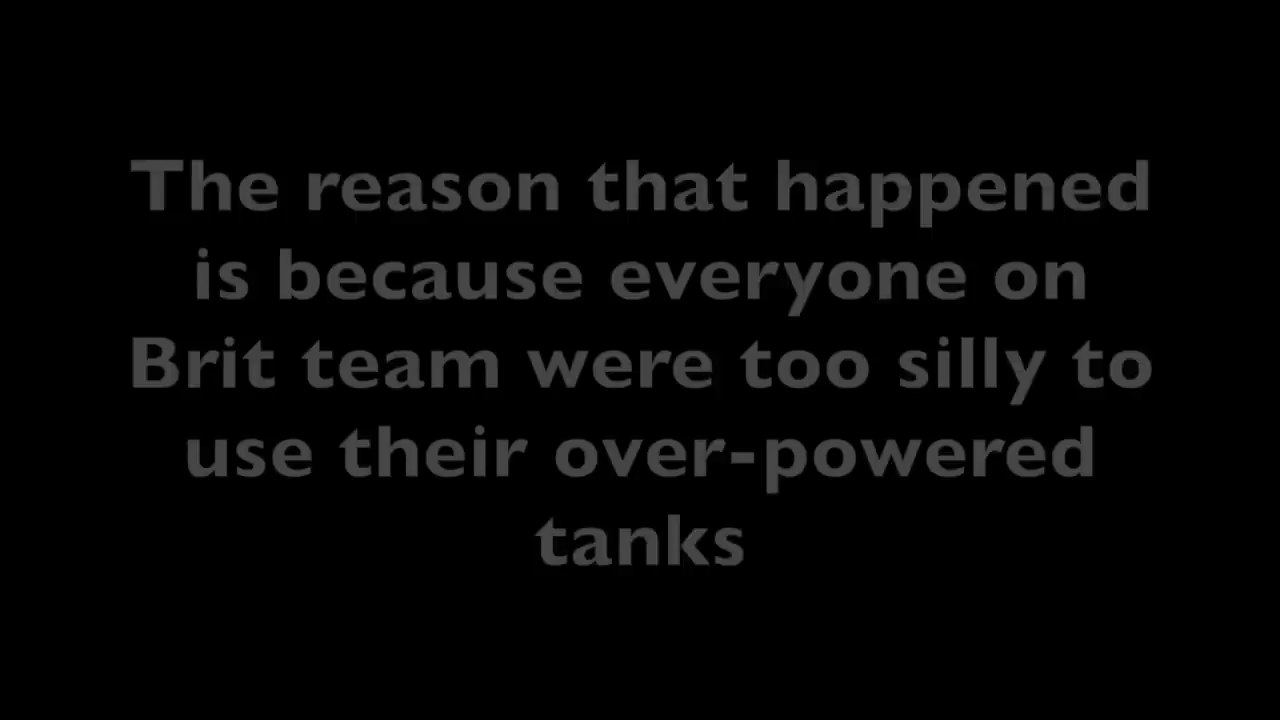 The reason that happened
is because everyone on
Brit team were too silly to
use their over-powered
tanks